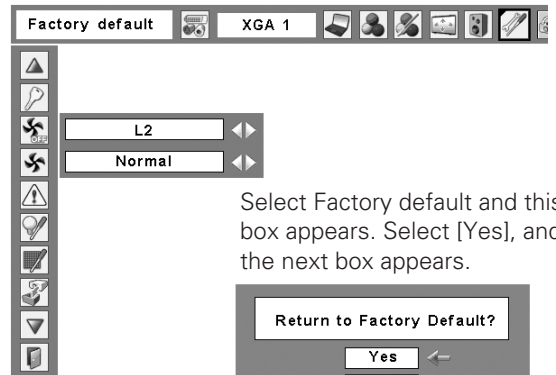 Factory default
XGA 1
OFF
L2
Normal
Select Factory default and this
box appears. Select [Yes], and
the next box appears.
Return to Factory Default?
Yes